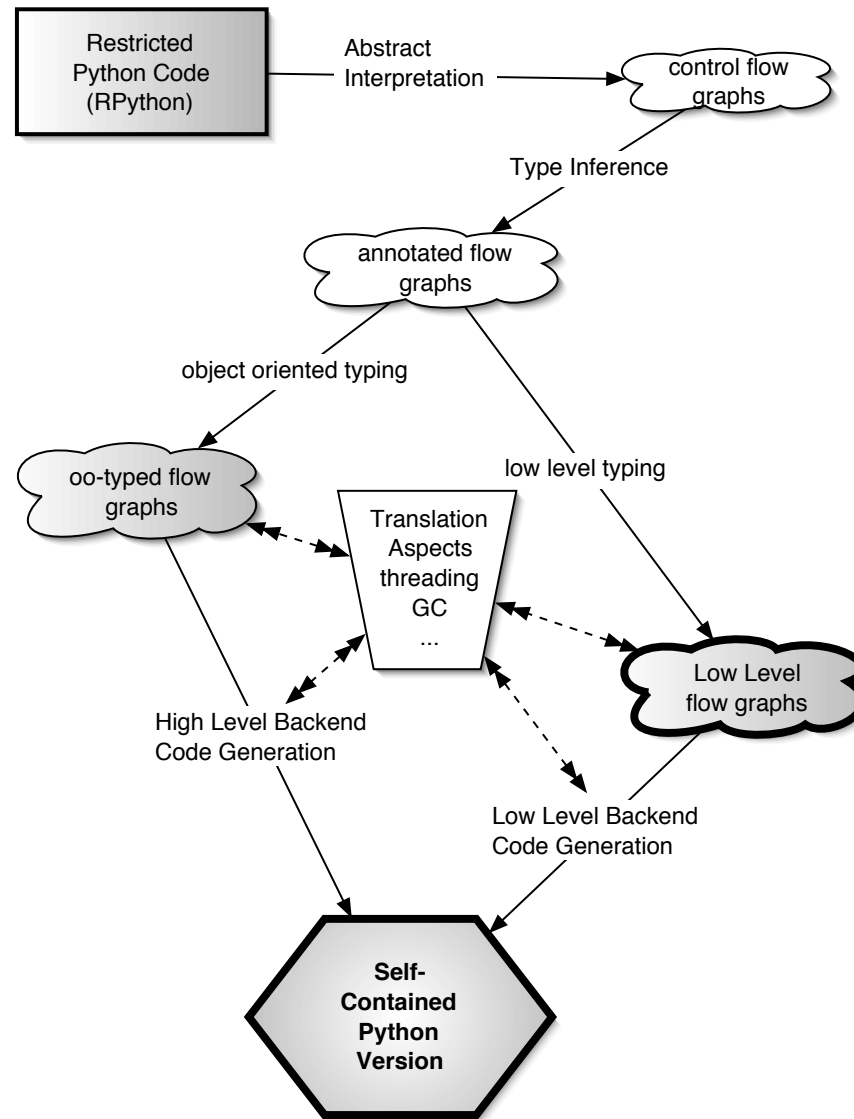 Restricted
Python Code
(RPython)
Abstract
Interpretation
control flow
graphs
Type Inference
annotated flow
graphs
object oriented typing
oo-typed flow
graphs
low level typing
Translation
Aspects
threading
GC
...
Low Level
flow graphs
High Level Backend
Code Generation
Low Level Backend
Code Generation
Self-
Contained
Python
Version